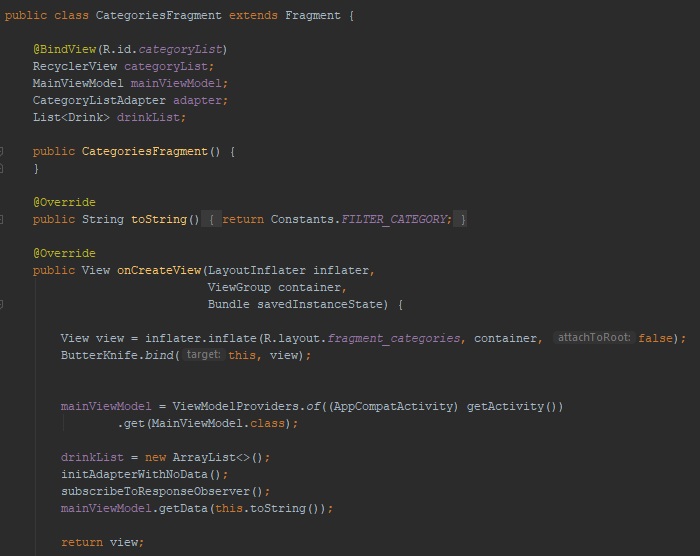 public class CategoriesFragment extends Fragment {
@BindView(R.id.categoryList)
RecyclerView categoryList;
MainViewModel mainViewModel;
CategoryListAdapter adapter;
List<Drink> drinkList;
public CategoriesFragment() {
}
@Override
public String toString() { return Constants.FILTER_CATEGORY; }
@Override
public View onCreateView(LayoutInflater inflater,
ViewGroup container,
Bundle savedInstanceState) {
View view = inflater.inflate(R.layout.fragment_categories, container, attachToRoot: false);
ButterKnife.bind( target: this, view);
mainViewModel = ViewModelProviders.of((AppCompatActivity) getActivity())
.get(MainViewModel.class);
drinkList = new ArrayList<>();
initAdapterWithNoData();
subscribeToResponseObserver();
mainViewModel.getData(this.toString());
return view;